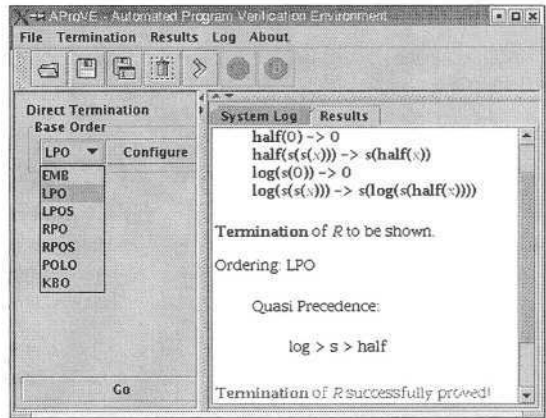 AProVE - Automated Program Verification Environment
File Termination Results Log About
Direct Termination
Base Order
LPO Configure
EMB
LPO
LPOS
RPO
RPOS
POLO
KBO
Go
System Log Results
half(0) -> 0
half(s(s(x))) -> s(half(x))
log(s(0)) -> 0
log(s(s(x))) -> s(log(s(half(x))))
Termination of R to be shown.
Ordering: LPO
Quasi Precedence:
log > s > half
Termination of R successfully proved!